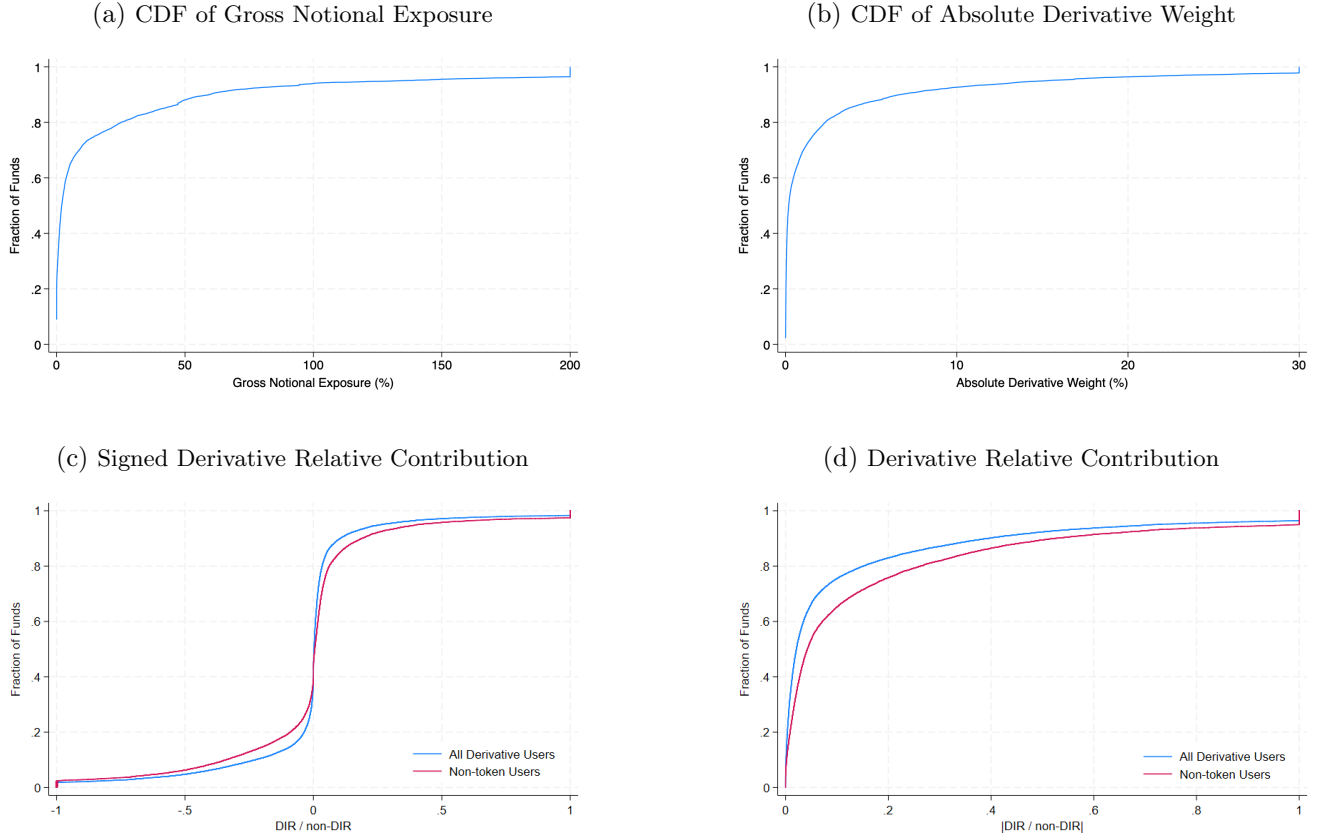 (a) CDF of Gross Notional Exposure
1
.8
.6
.4
.2
0
Fraction of Funds
0 50 100 150 200
Gross Notional Exposure (%)
(b) CDF of Absolute Derivative Weight
1
.8
.6
.4
.2
0
Fraction of Funds
0 10 20 30
Absolute Derivative Weight (%)
(c) Signed Derivative Relative Contribution
1
.8
.6
.4
.2
0
Fraction of Funds
All Derivative Users
Non-token Users
-1 -.5 0 .5 1
DIR / non-DIR
(d) Derivative Relative Contribution
1
.8
.6
.4
.2
0
Fraction of Funds
All Derivative Users
Non-token Users
0 .2 .4 .6 .8 1
|DIR / non-DIR|